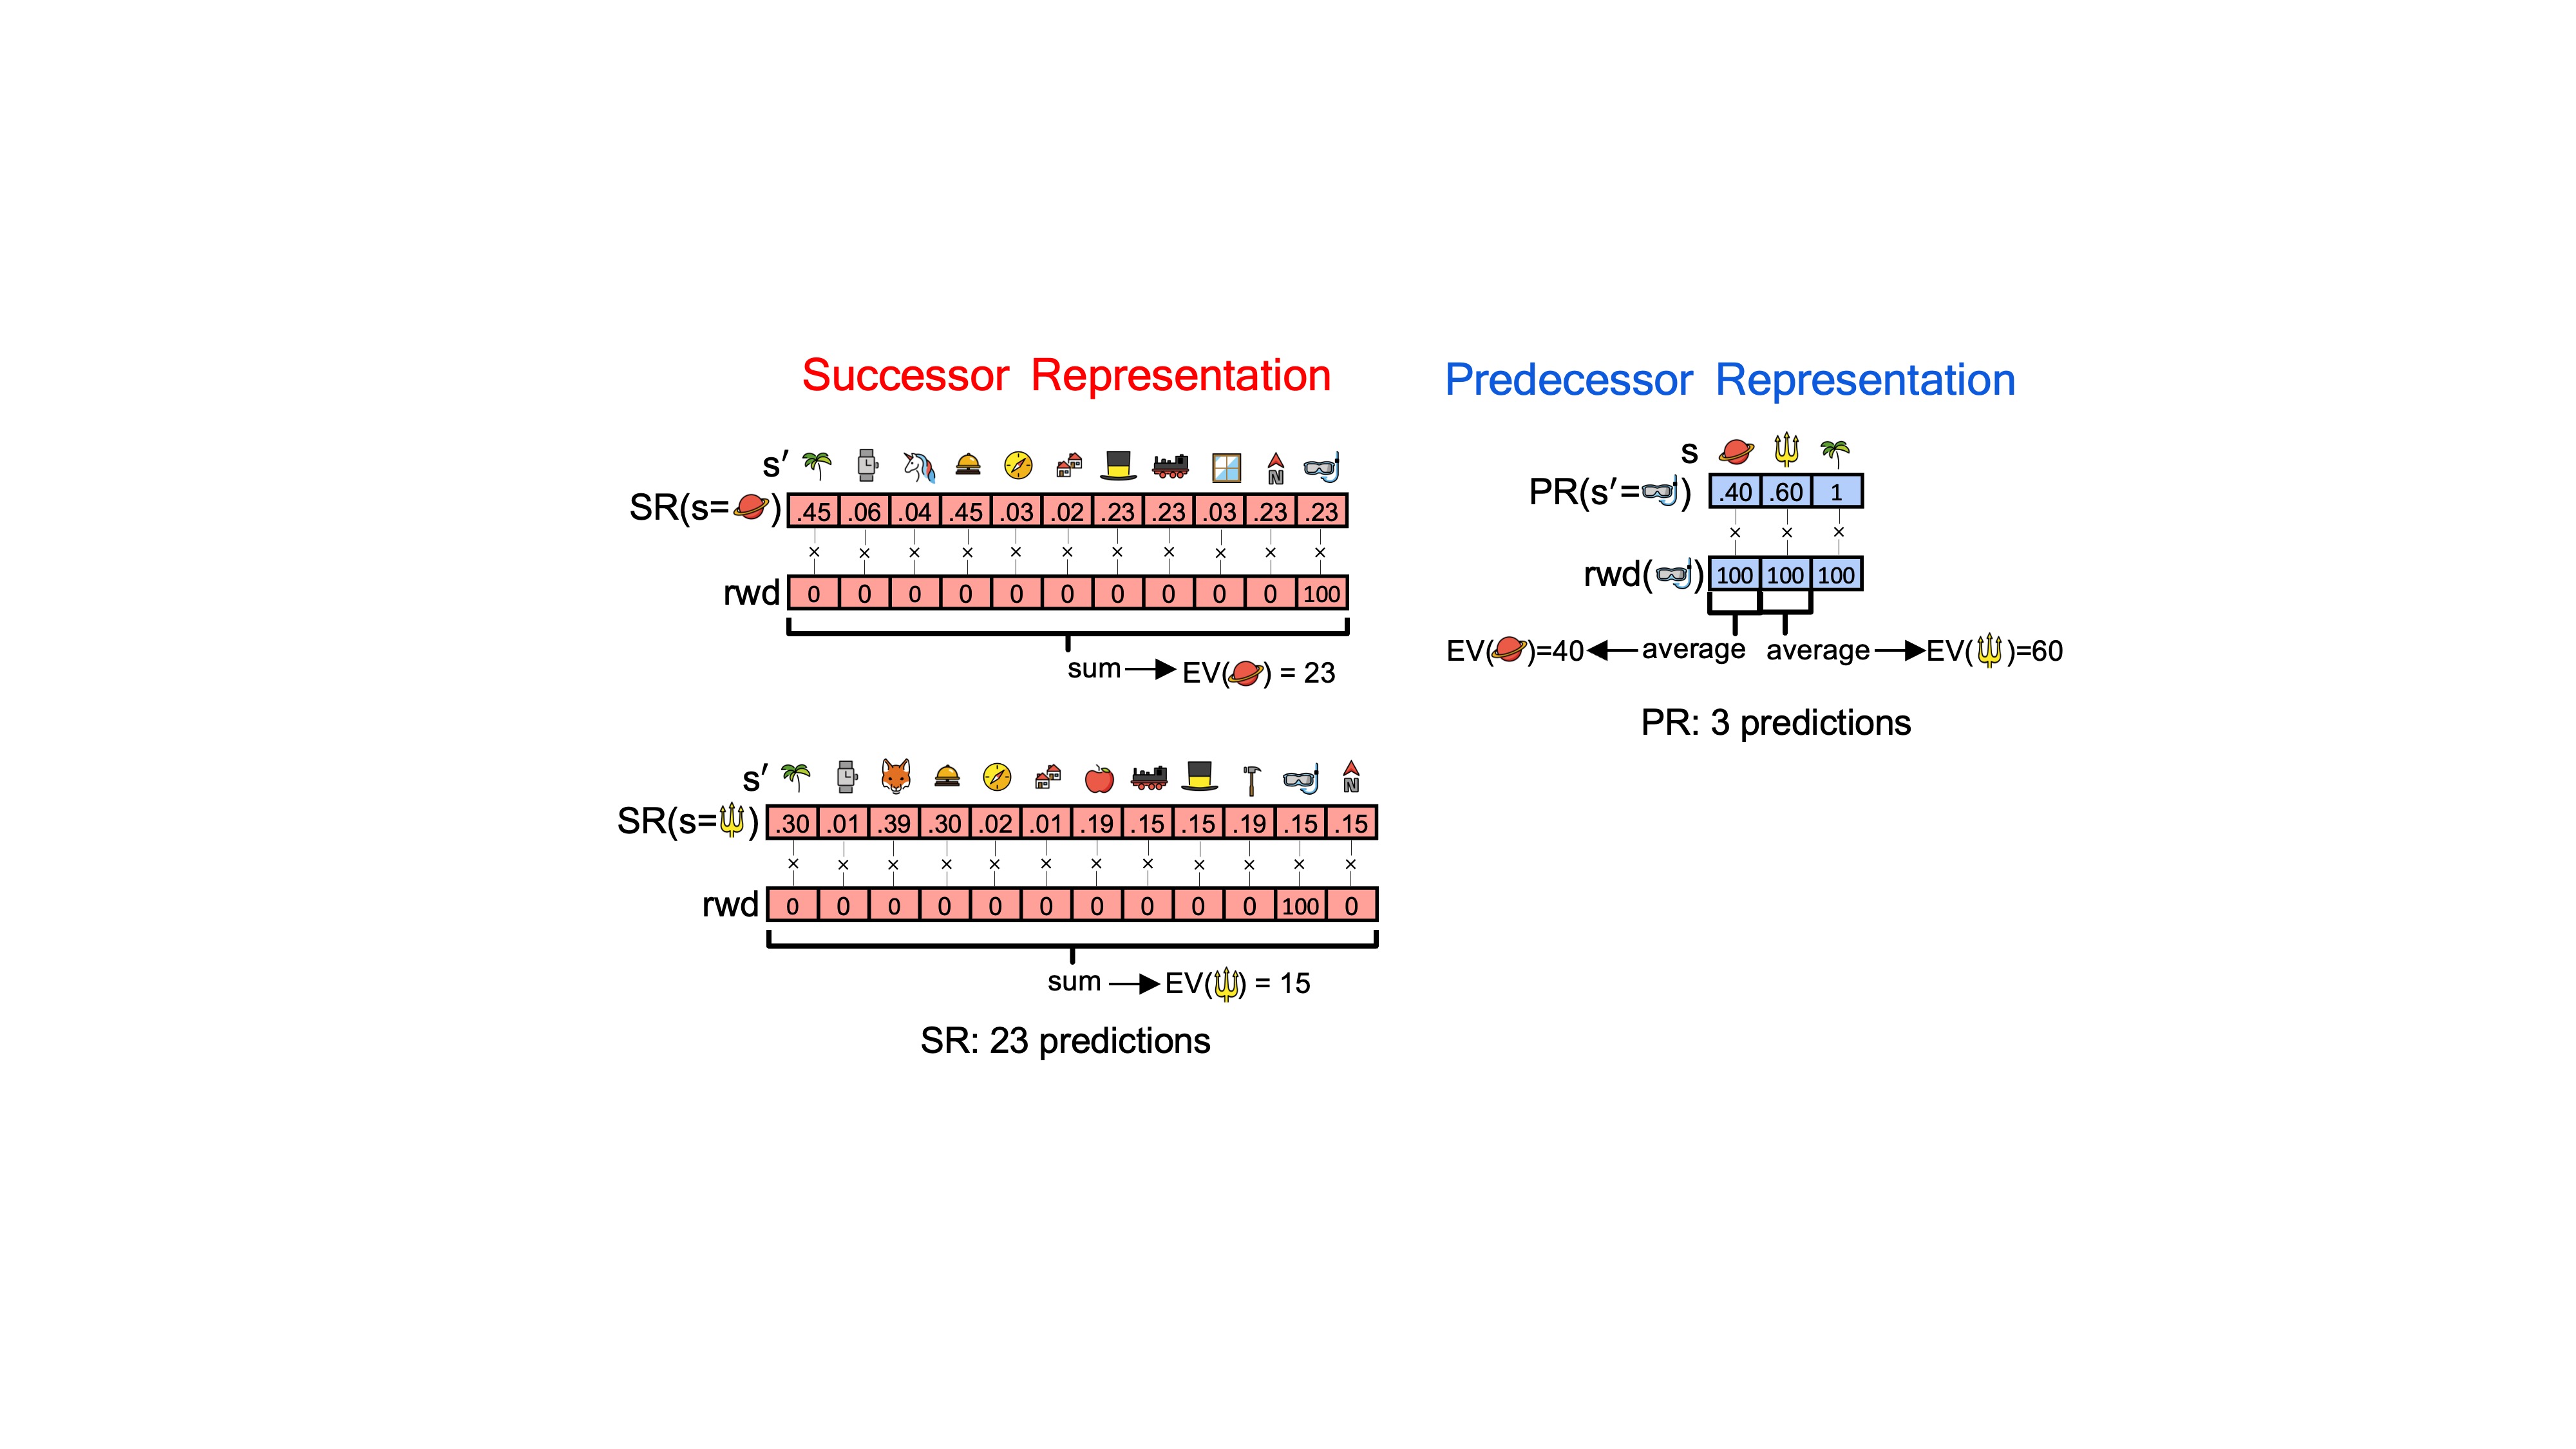 Successor Representation
s′
SR(s= ) .45 .06 .04 .45 .03 .02 .23 .23 .03 .23 .23
× × × × × × × × × × ×
rwd 0 0 0 0 0 0 0 0 0 0 100
sum EV( ) = 23
s′
SR(s= ) .30 .01 .39 .30 .02 .01 .19 .15 .15 .19 .15 .15
× × × × × × × × × × × ×
rwd 0 0 0 0 0 0 0 0 0 0 100 0
sum EV( ) = 15
SR: 23 predictions
Predecessor Representation
s
PR(s′= ) .40 .60 1
× × ×
rwd( ) 100 100 100
EV( )=40 average average EV( )=60
PR: 3 predictions
N
N